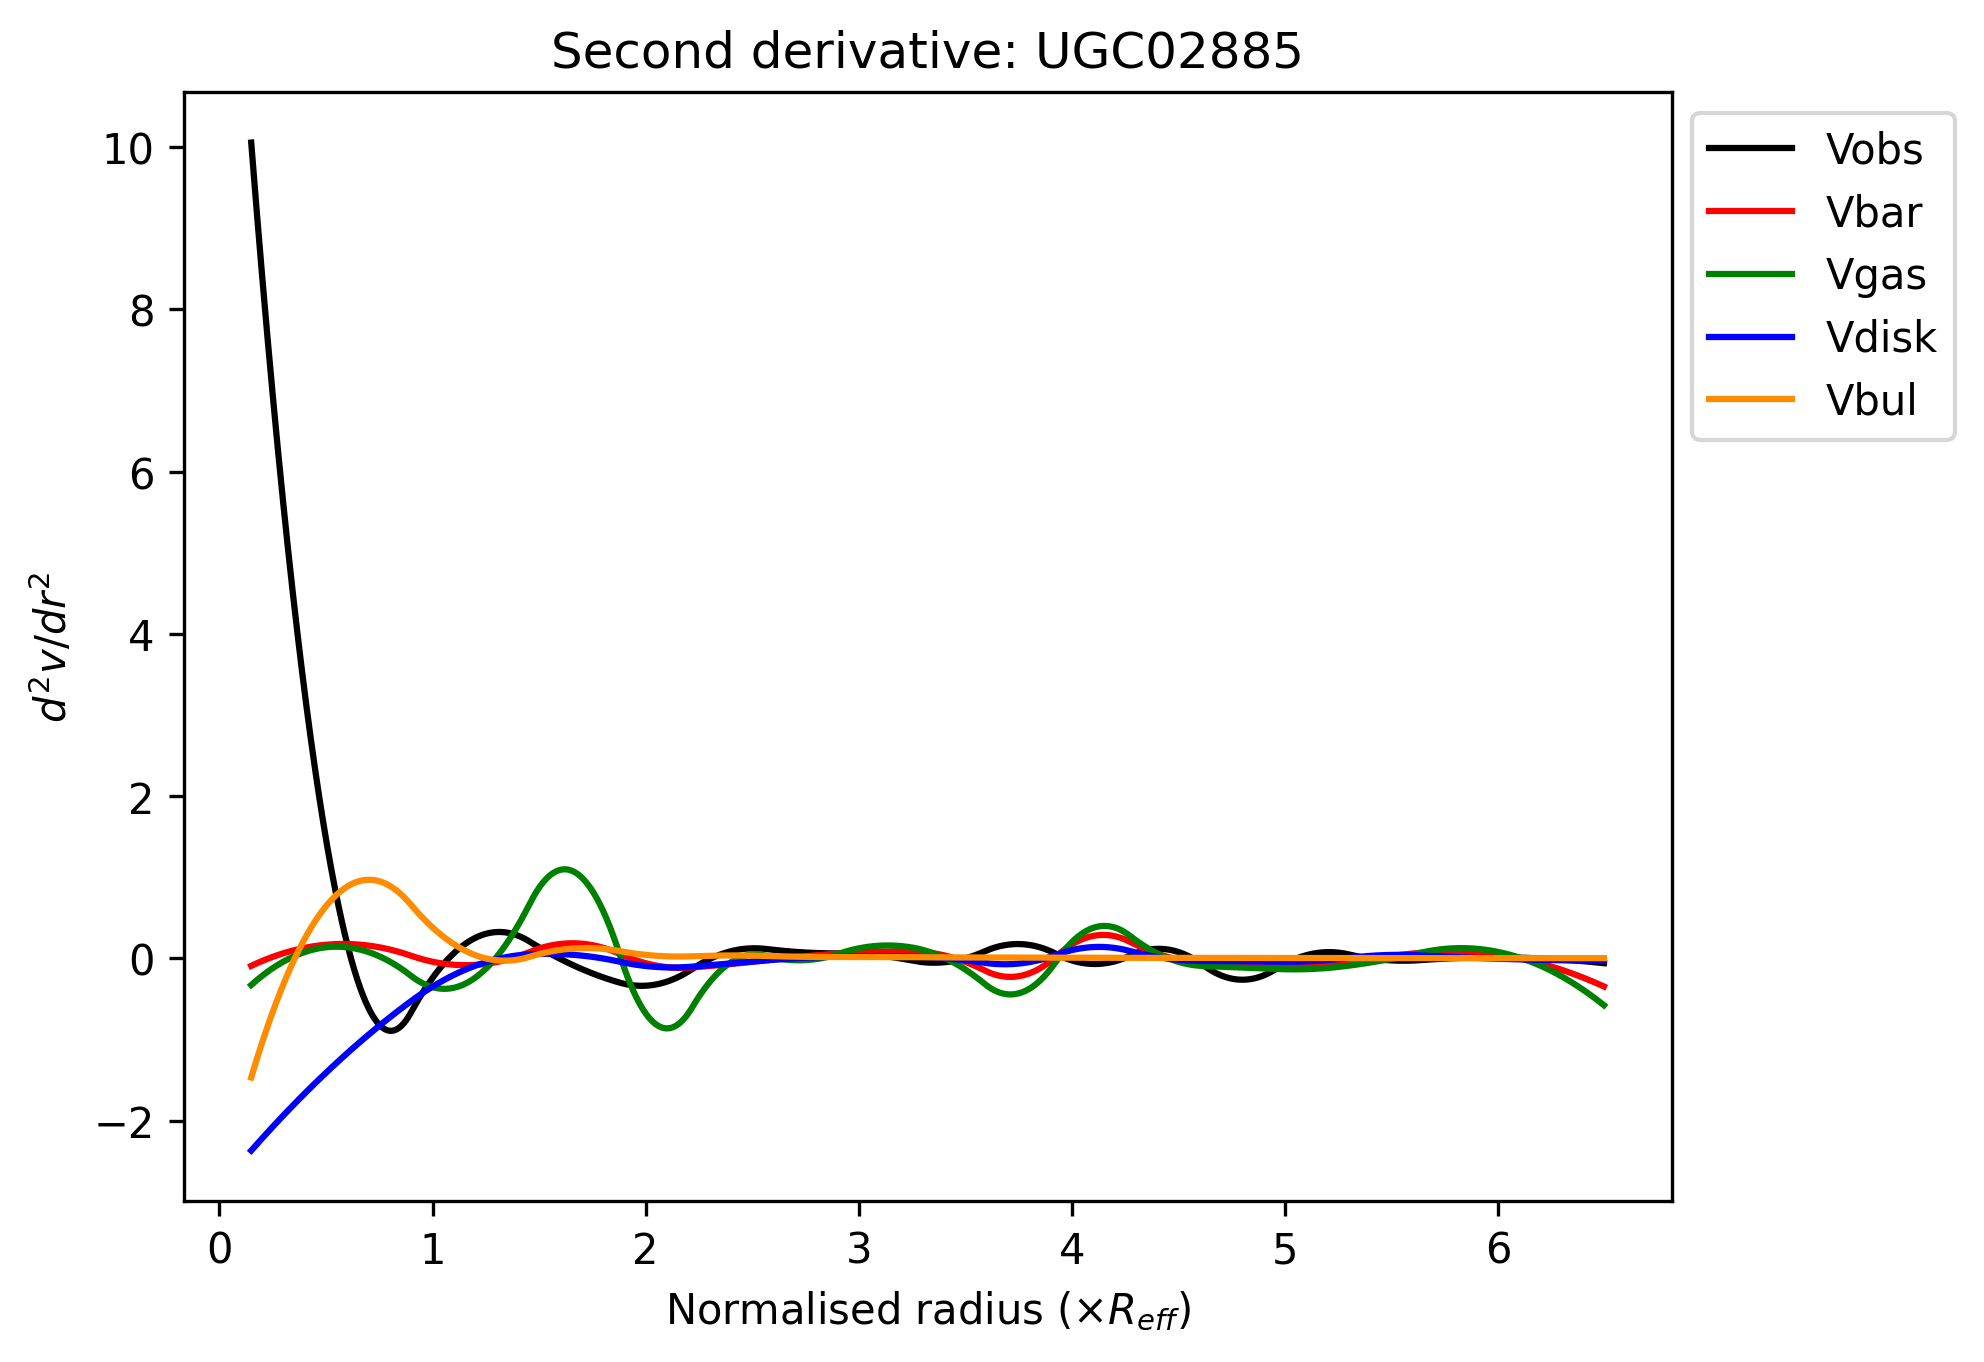 Second derivative: UGC02885
10
8
6
4
2
0
−2
d²v/dr²
0 1 2 3 4 5 6
Normalised radius (×R_eff)
Vobs
Vbar
Vgas
Vdisk
Vbul